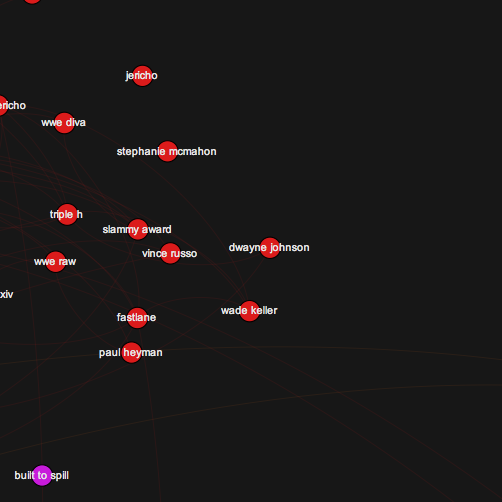 jericho
ericho
wwe diva
stephanie mcmahon
triple h
slammy award
dwayne johnson
vince russo
wwe raw
xiv
wade keller
fastlane
paul heyman
built to spill